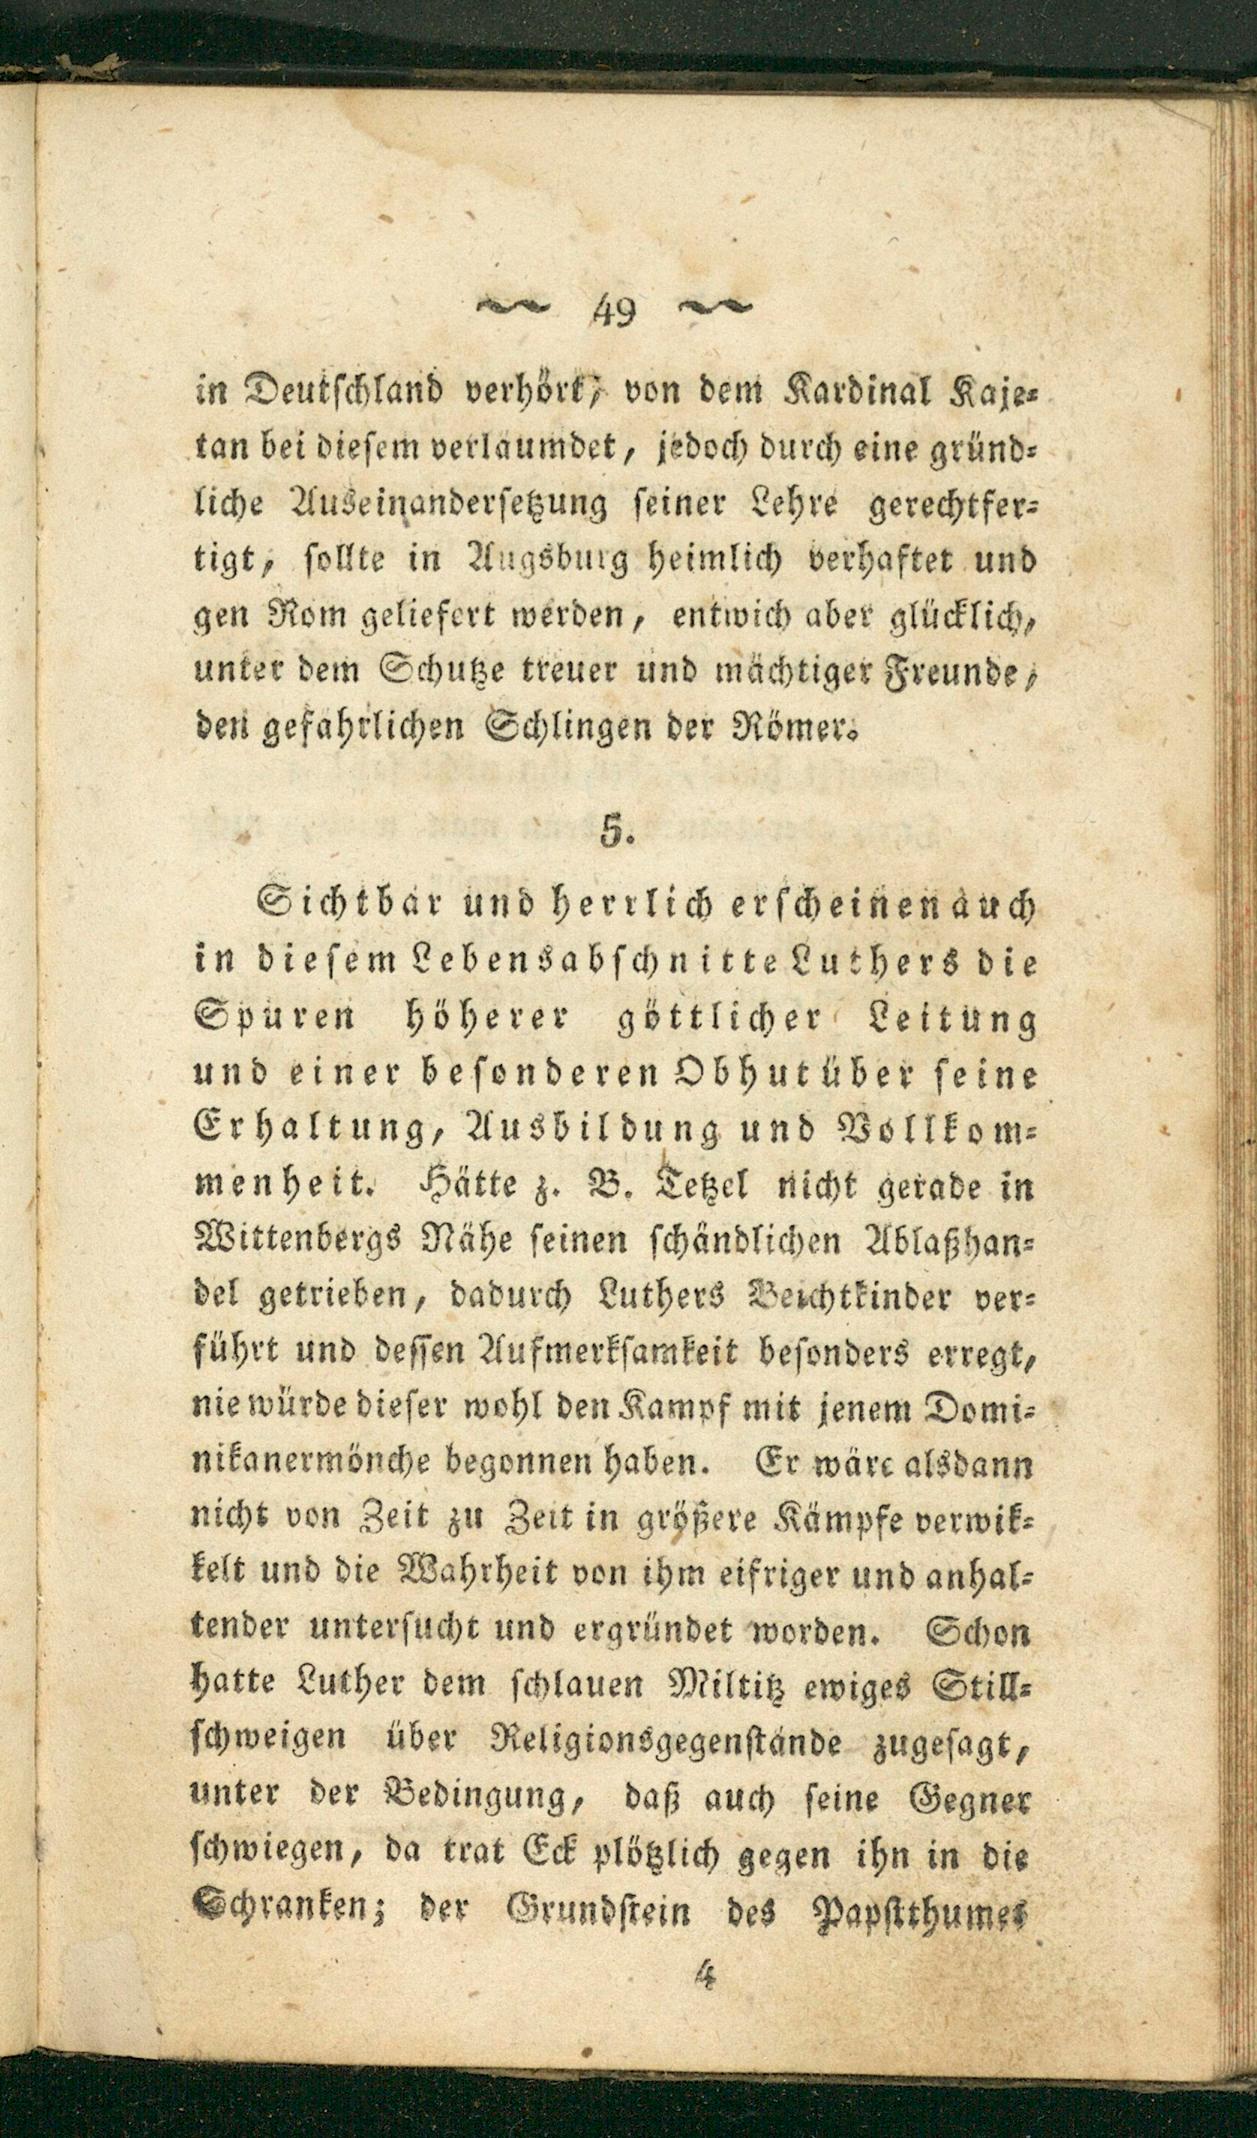 ~~ 49 ~~
in Deutschland verhört, von dem Kardinal Kaje-
tan bei diesem verläumdet, jedoch durch eine gründ-
liche Auseinandersetzung seiner Lehre gerechtfer-
tigt, sollte in Augsburg heimlich verhaftet und
gen Rom geliefert werden, entwich aber glücklich,
unter dem Schutze treuer und mächtiger Freunde,
den gefährlichen Schlingen der Römer.
5.
Sichtbar und herrlich erscheinen auch
in diesem Lebensabschnitte Luthers die
Spuren höherer göttlicher Leitung
und einer besonderen Obhut über seine
Erhaltung, Ausbildung und Vollkom-
menheit. Hätte z. B. Tetzel nicht gerade in
Wittenbergs Nähe seinen schändlichen Ablaßhan-
del getrieben, dadurch Luthers Beichtkinder ver-
führt und dessen Aufmerksamkeit besonders erregt,
nie würde dieser wohl den Kampf mit jenem Domi-
nikanermönche begonnen haben. Er wäre alsdann
nicht von Zeit zu Zeit in größere Kämpfe verwik-
kelt und die Wahrheit von ihm eifriger und anhal-
tender untersucht und ergründet worden. Schon
hatte Luther dem schlauen Miltitz ewiges Still-
schweigen über Religionsgegenstände zugesagt,
unter der Bedingung, daß auch seine Gegner
schwiegen, da trat Eck plötzlich gegen ihn in die
Schranken; der Grundstein des Papstthumes
4